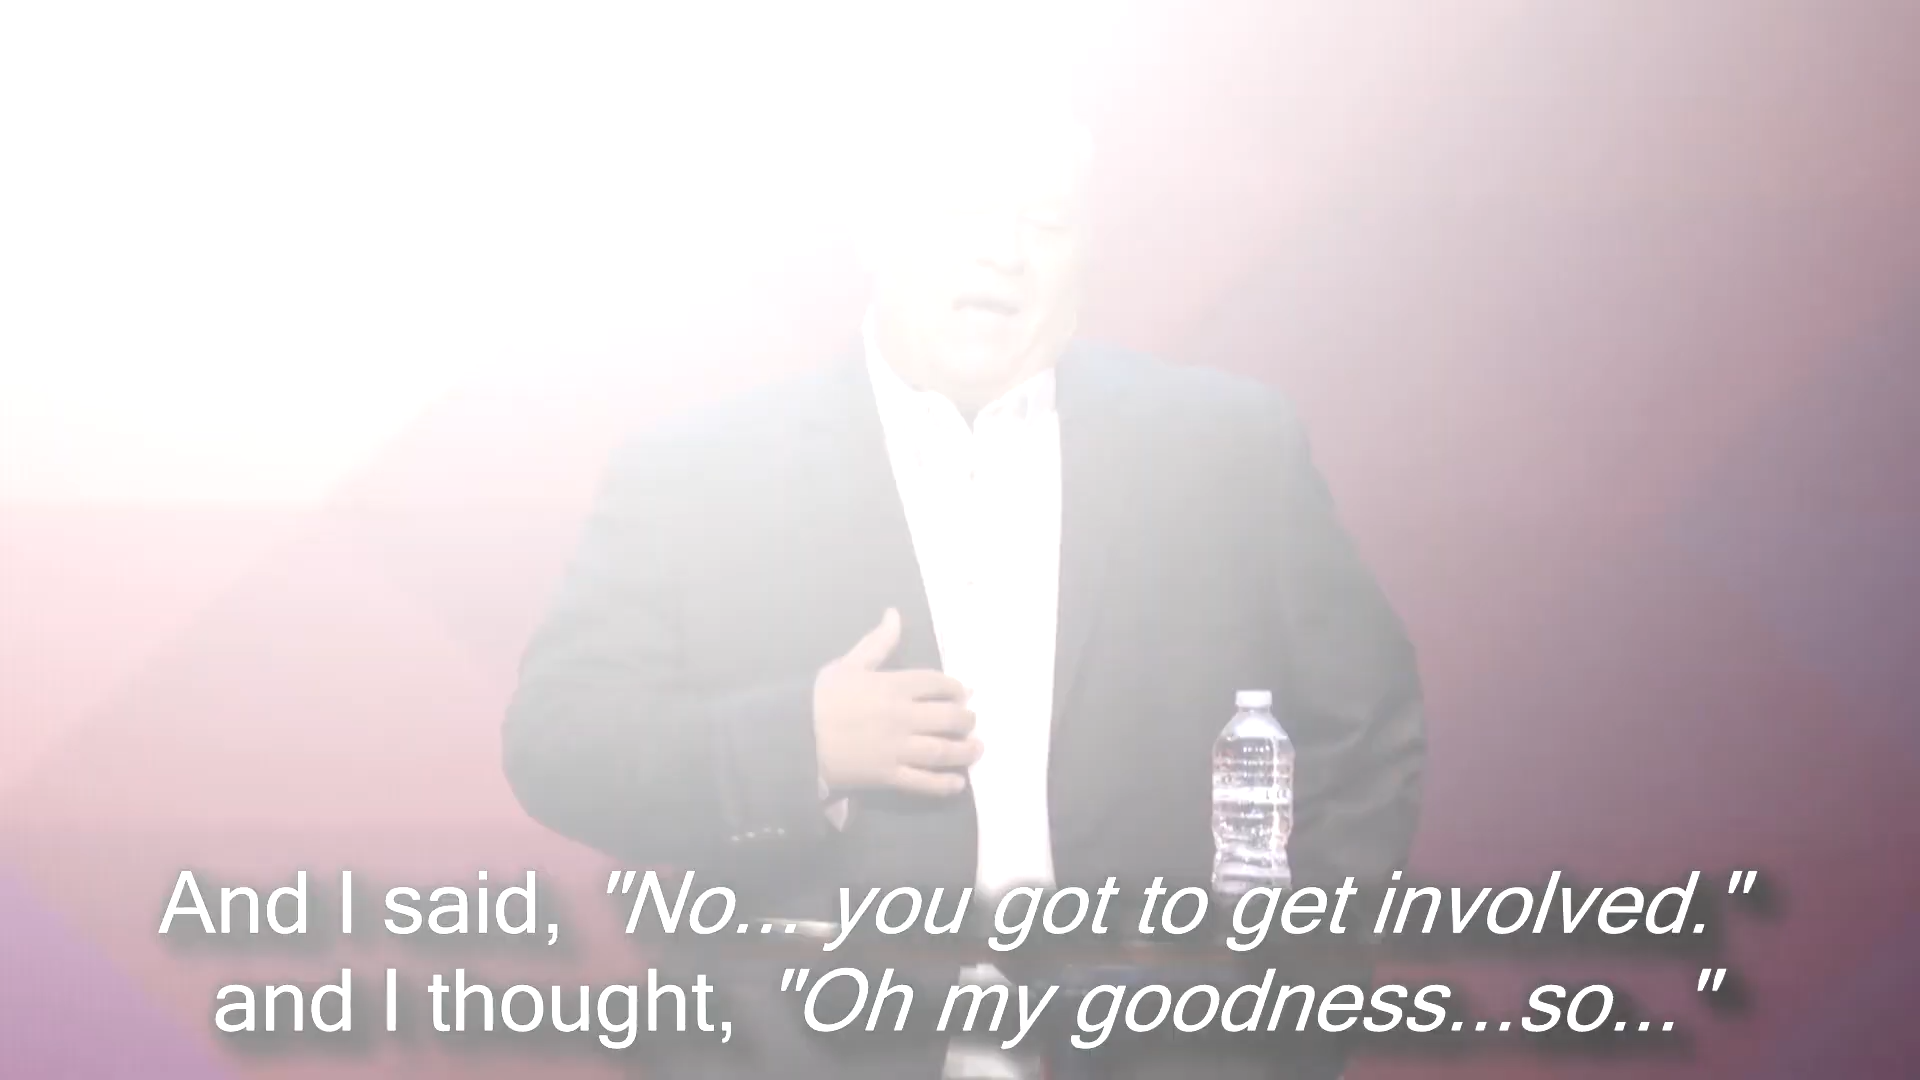 And I said, "No... you got to get involved."
and I thought, "Oh my goodness...so..."